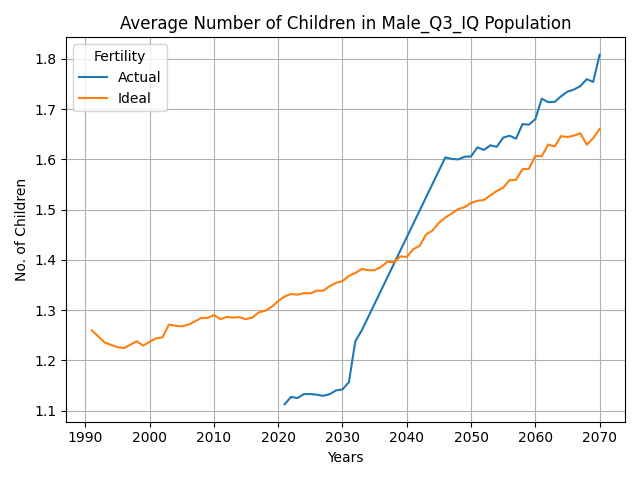 Average Number of Children in Male_Q3_IQ Population
Fertility
Actual
Ideal
No. of Children
1.8
1.7
1.6
1.5
1.4
1.3
1.2
1.1
1990 2000 2010 2020 2030 2040 2050 2060 2070
Years